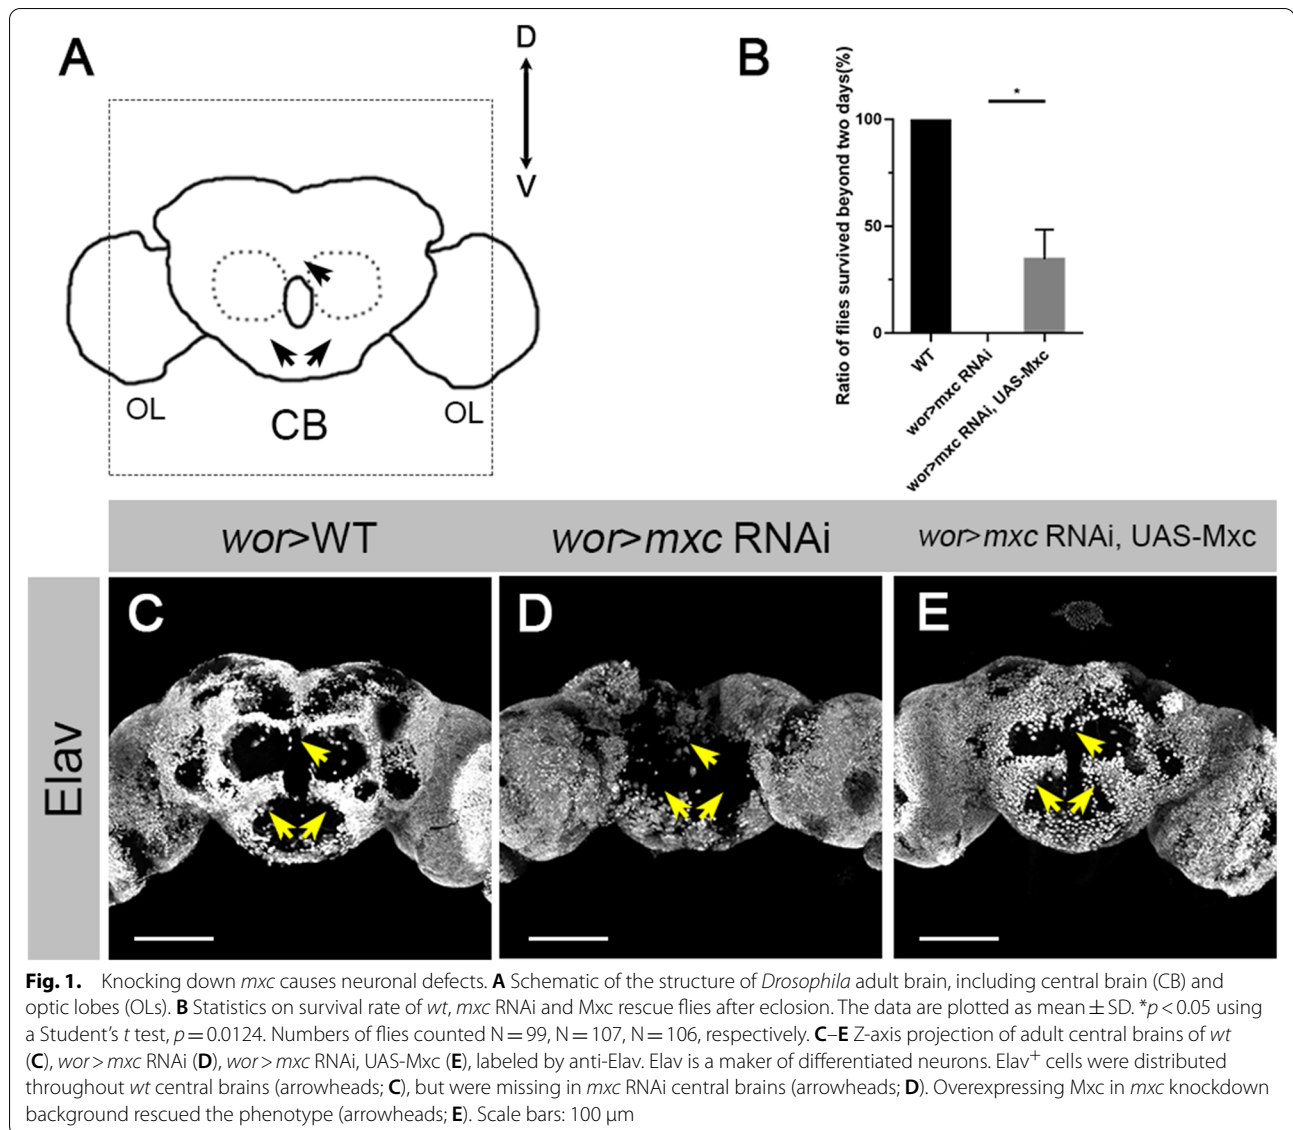 A
D
V
OL
OL
CB
B
Ratio of flies survived beyond two days(%)
*
100
50
0
WT
wor>mxc RNAi
wor>mxc RNAi, UAS-Mxc
wor>WT
wor>mxc RNAi
wor>mxc RNAi, UAS-Mxc
Elav
C
D
E
Fig. 1. Knocking down mxc causes neuronal defects. A Schematic of the structure of Drosophila adult brain, including central brain (CB) and
optic lobes (OLs). B Statistics on survival rate of wt, mxc RNAi and Mxc rescue flies after eclosion. The data are plotted as mean ± SD. *p < 0.05 using
a Student's t test, p = 0.0124. Numbers of flies counted N = 99, N = 107, N = 106, respectively. C–E Z-axis projection of adult central brains of wt
(C), wor > mxc RNAi (D), wor > mxc RNAi, UAS-Mxc (E), labeled by anti-Elav. Elav is a maker of differentiated neurons. Elav+ cells were distributed
throughout wt central brains (arrowheads; C), but were missing in mxc RNAi central brains (arrowheads; D). Overexpressing Mxc in mxc knockdown
background rescued the phenotype (arrowheads; E). Scale bars: 100 µm